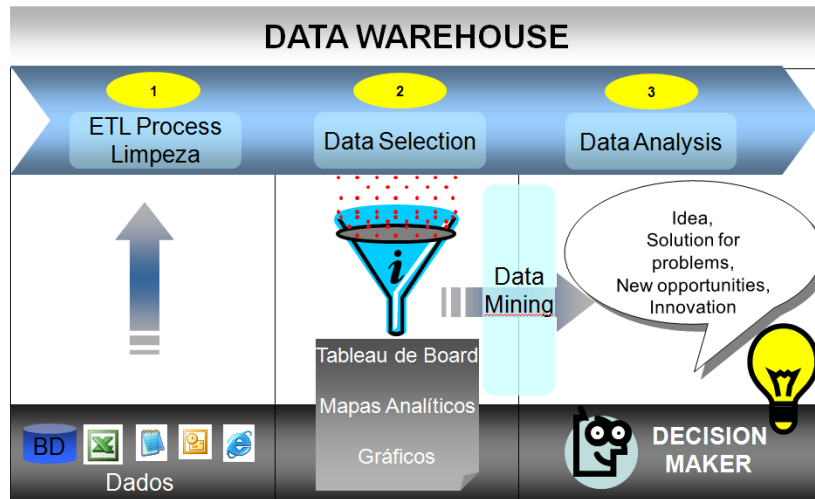 DATA WAREHOUSE
1
ETL Process
Limpeza
2
Data Selection
3
Data Analysis
i
Data
Mining
Idea,
Solution for
problems,
New opportunities,
Innovation
Tableau de Board
Mapas Analíticos
Gráficos
BD
Dados
DECISION
MAKER